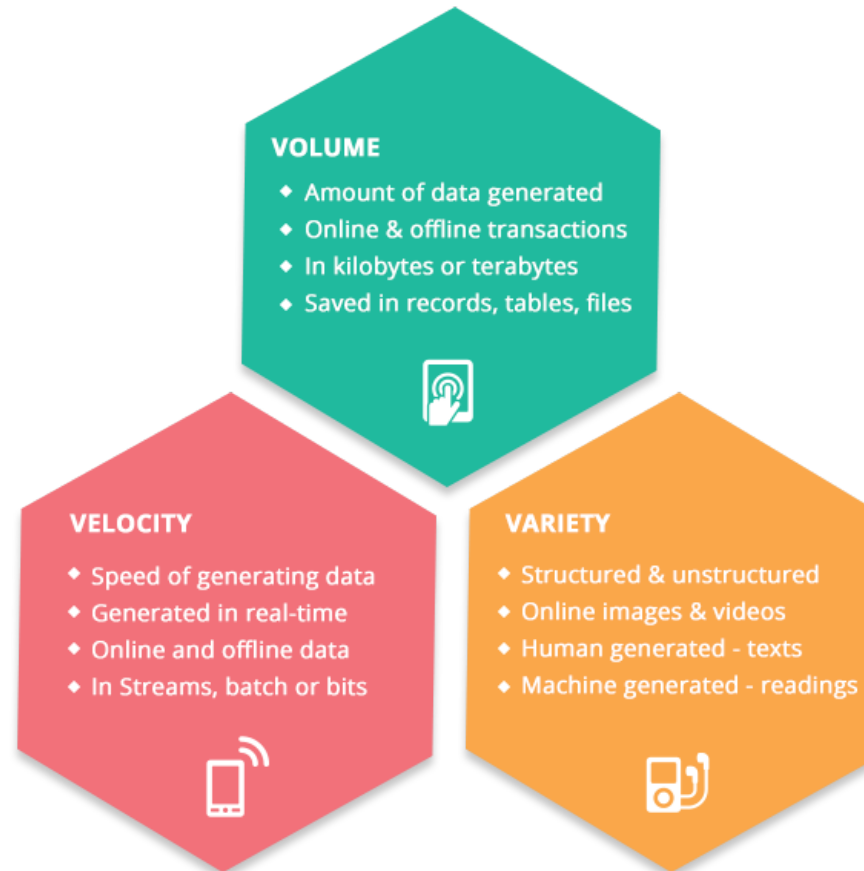 VOLUME
◆ Amount of data generated
◆ Online & offline transactions
◆ In kilobytes or terabytes
◆ Saved in records, tables, files
VELOCITY
◆ Speed of generating data
◆ Generated in real-time
◆ Online and offline data
◆ In Streams, batch or bits
VARIETY
◆ Structured & unstructured
◆ Online images & videos
◆ Human generated - texts
◆ Machine generated - readings